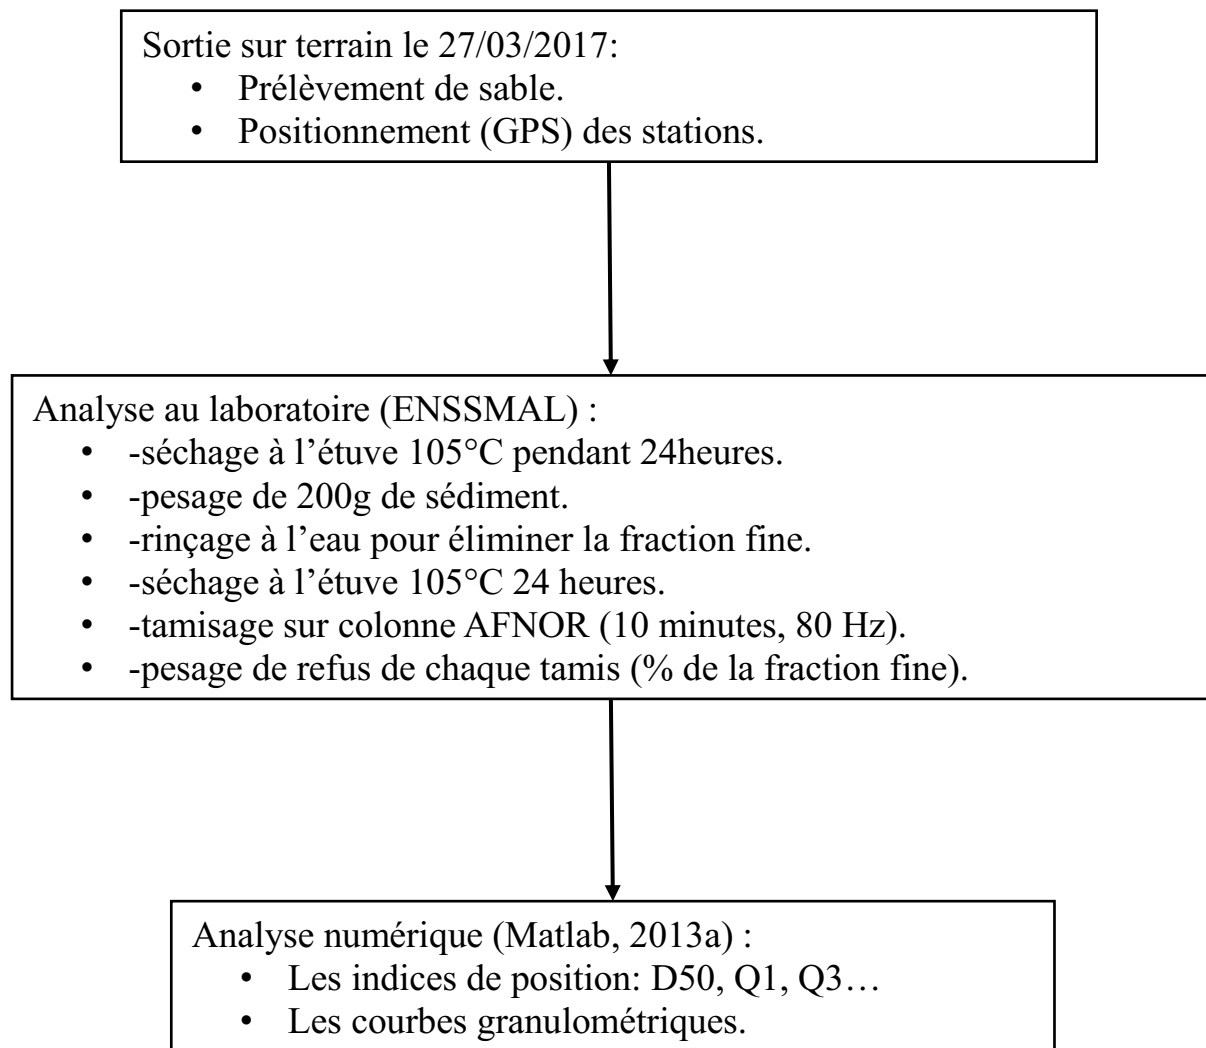 Sortie sur terrain le 27/03/2017:
• Prélèvement de sable.
• Positionnement (GPS) des stations.
Analyse au laboratoire (ENSSMAL) :
• -séchage à l’étuve 105°C pendant 24heures.
• -pesage de 200g de sédiment.
• -rinçage à l’eau pour éliminer la fraction fine.
• -séchage à l’étuve 105°C 24 heures.
• -tamisage sur colonne AFNOR (10 minutes, 80 Hz).
• -pesage de refus de chaque tamis (% de la fraction fine).
Analyse numérique (Matlab, 2013a) :
• Les indices de position: D50, Q1, Q3…
• Les courbes granulométriques.